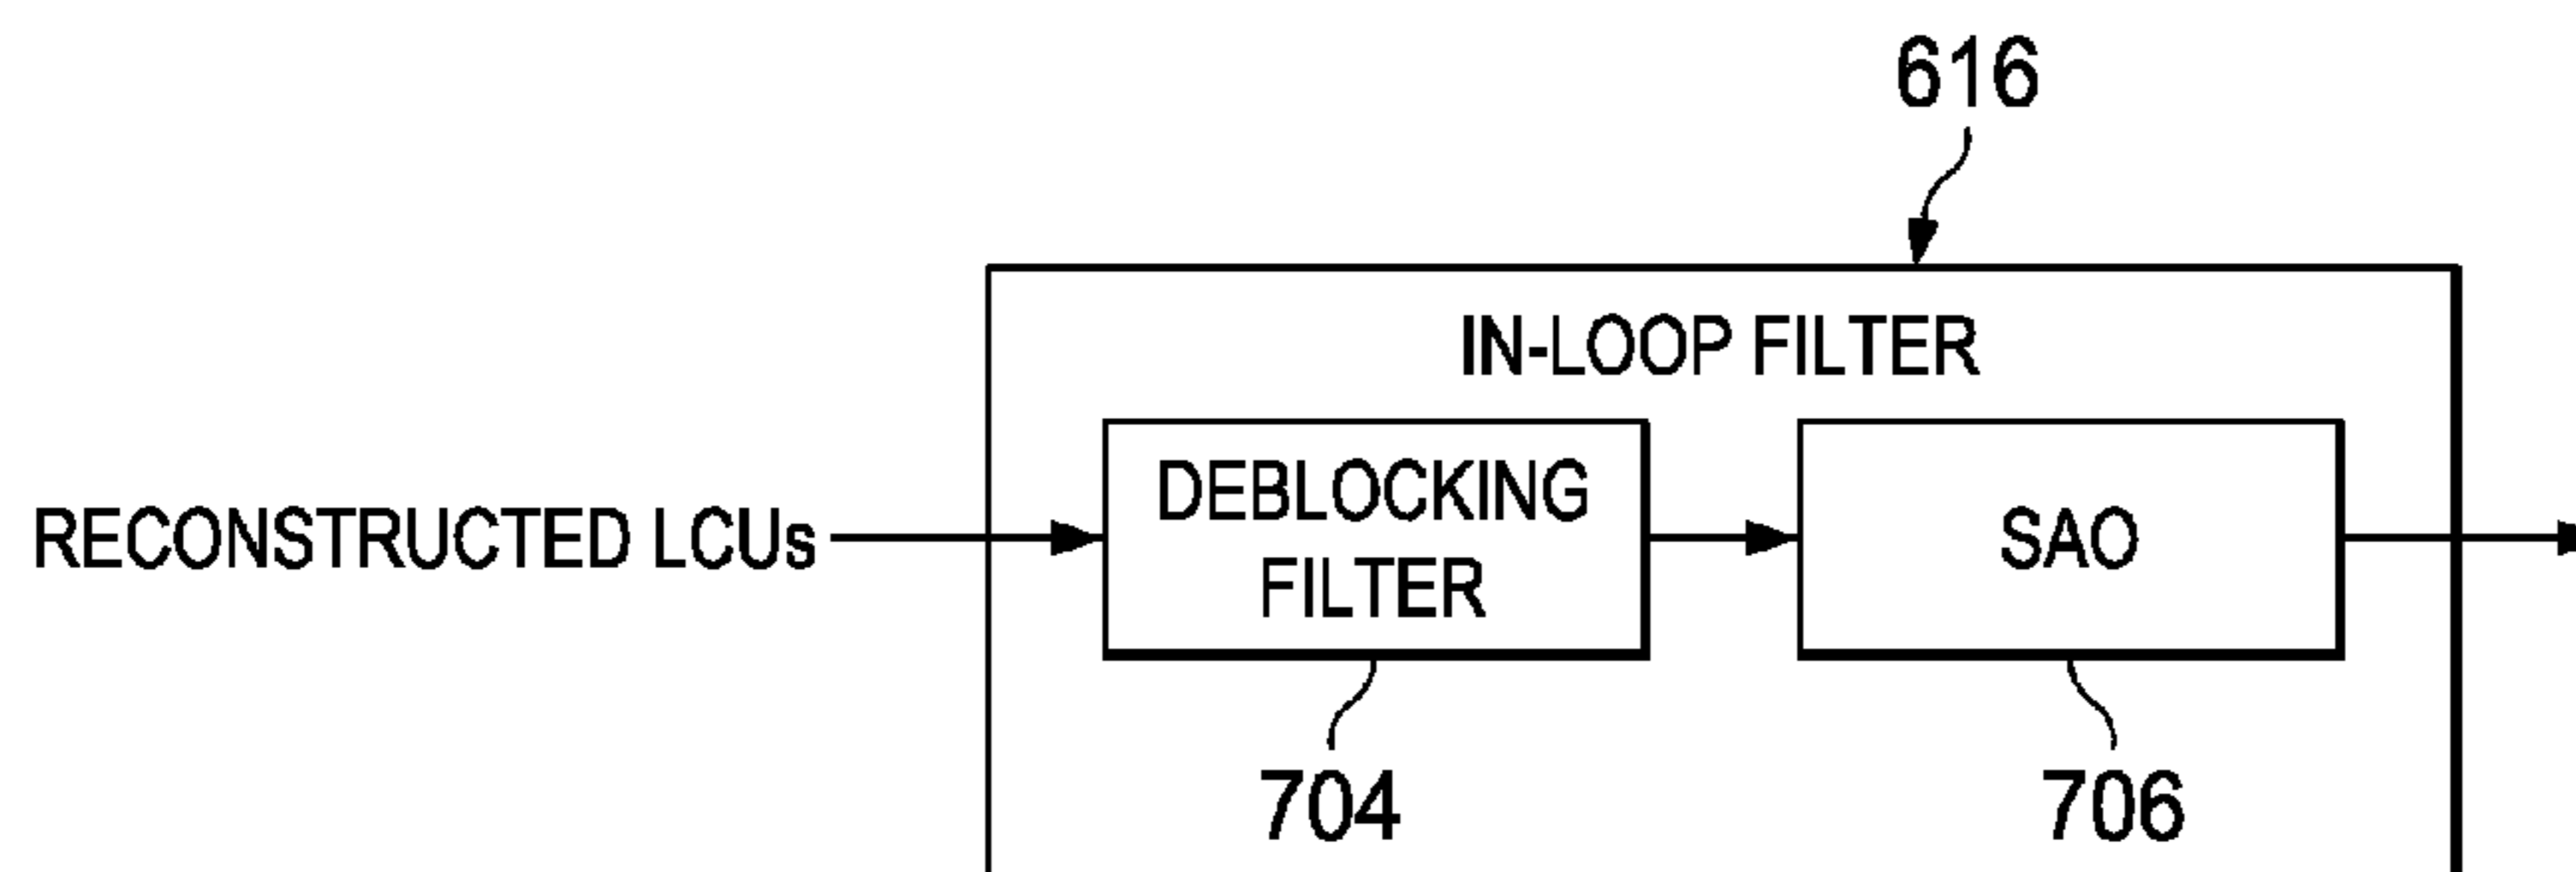 616
IN-LOOP FILTER
RECONSTRUCTED LCUs
DEBLOCKING
FILTER
SAO
704
706